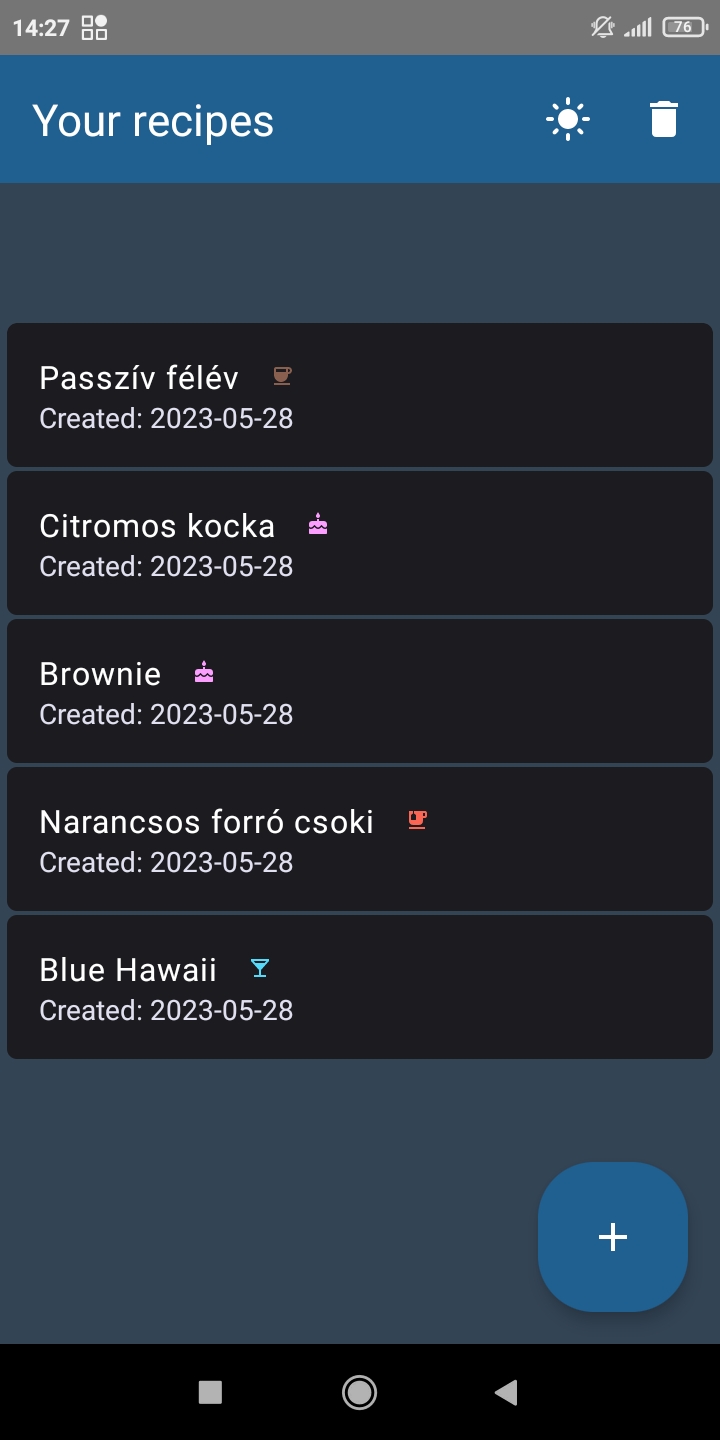 14:27
76
Your recipes
Passzív félév
Created: 2023-05-28
Citromos kocka
Created: 2023-05-28
Brownie
Created: 2023-05-28
Narancsos forró csoki
Created: 2023-05-28
Blue Hawaii
Created: 2023-05-28